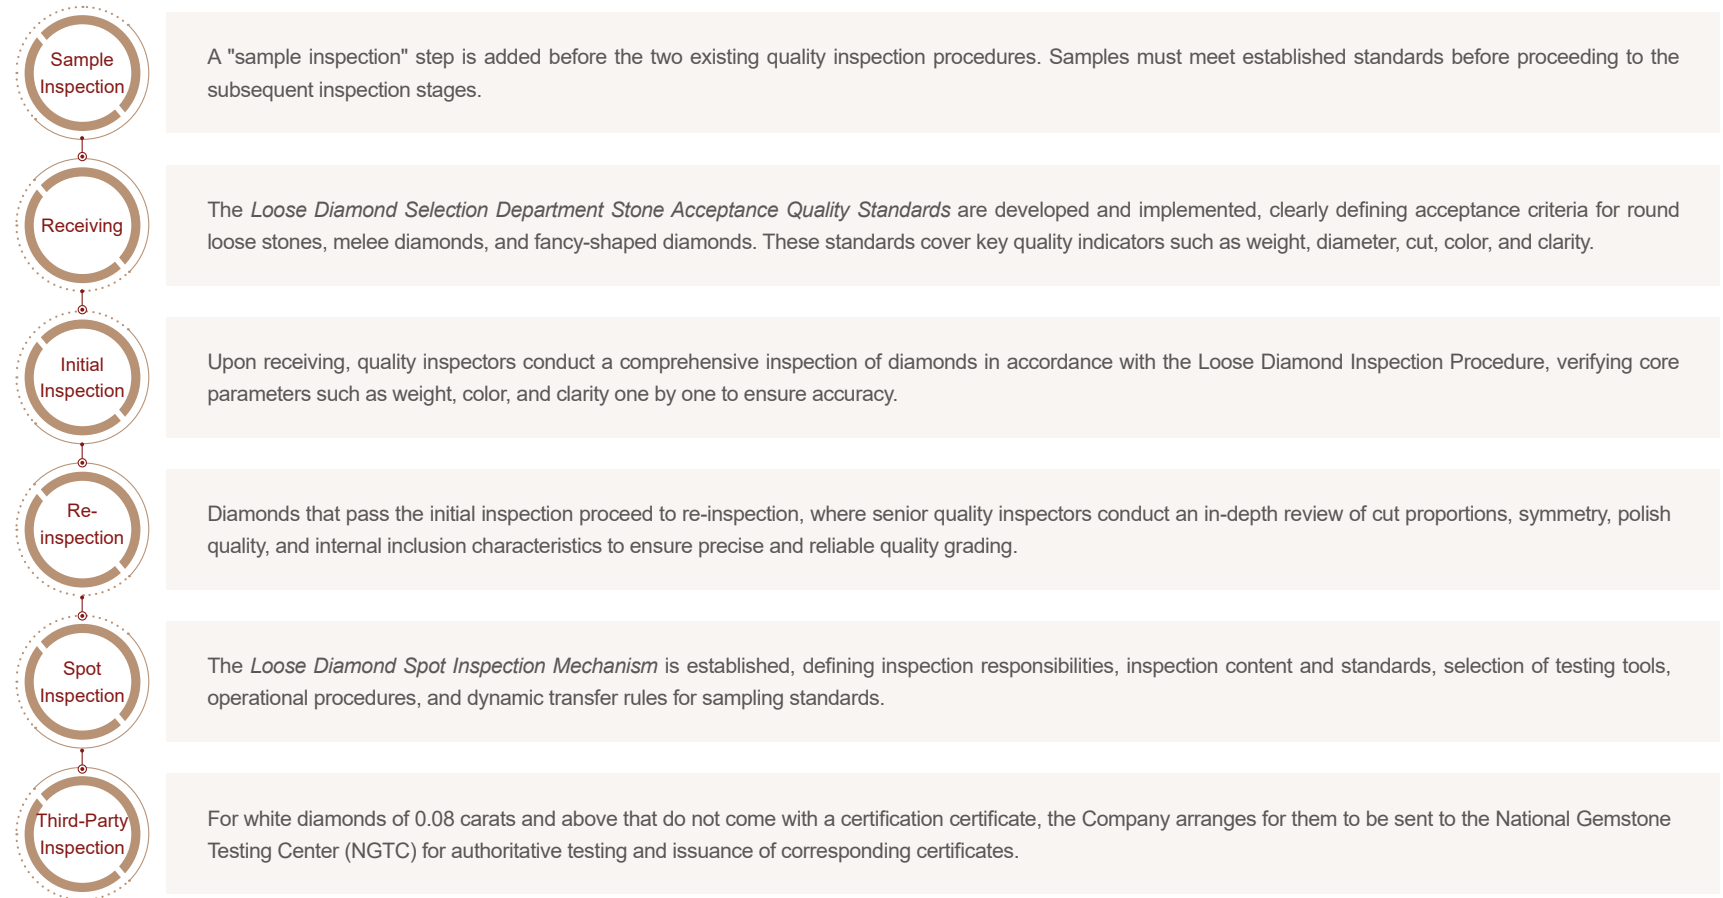 Sample
Inspection
A "sample inspection" step is added before the two existing quality inspection procedures. Samples must meet established standards before proceeding to the
subsequent inspection stages.
Receiving
The Loose Diamond Selection Department Stone Acceptance Quality Standards are developed and implemented, clearly defining acceptance criteria for round
loose stones, melee diamonds, and fancy-shaped diamonds. These standards cover key quality indicators such as weight, diameter, cut, color, and clarity.
Initial
Inspection
Upon receiving, quality inspectors conduct a comprehensive inspection of diamonds in accordance with the Loose Diamond Inspection Procedure, verifying core
parameters such as weight, color, and clarity one by one to ensure accuracy.
Re-
inspection
Diamonds that pass the initial inspection proceed to re-inspection, where senior quality inspectors conduct an in-depth review of cut proportions, symmetry, polish
quality, and internal inclusion characteristics to ensure precise and reliable quality grading.
Spot
Inspection
The Loose Diamond Spot Inspection Mechanism is established, defining inspection responsibilities, inspection content and standards, selection of testing tools,
operational procedures, and dynamic transfer rules for sampling standards.
Third-Party
Inspection
For white diamonds of 0.08 carats and above that do not come with a certification certificate, the Company arranges for them to be sent to the National Gemstone
Testing Center (NGTC) for authoritative testing and issuance of corresponding certificates.